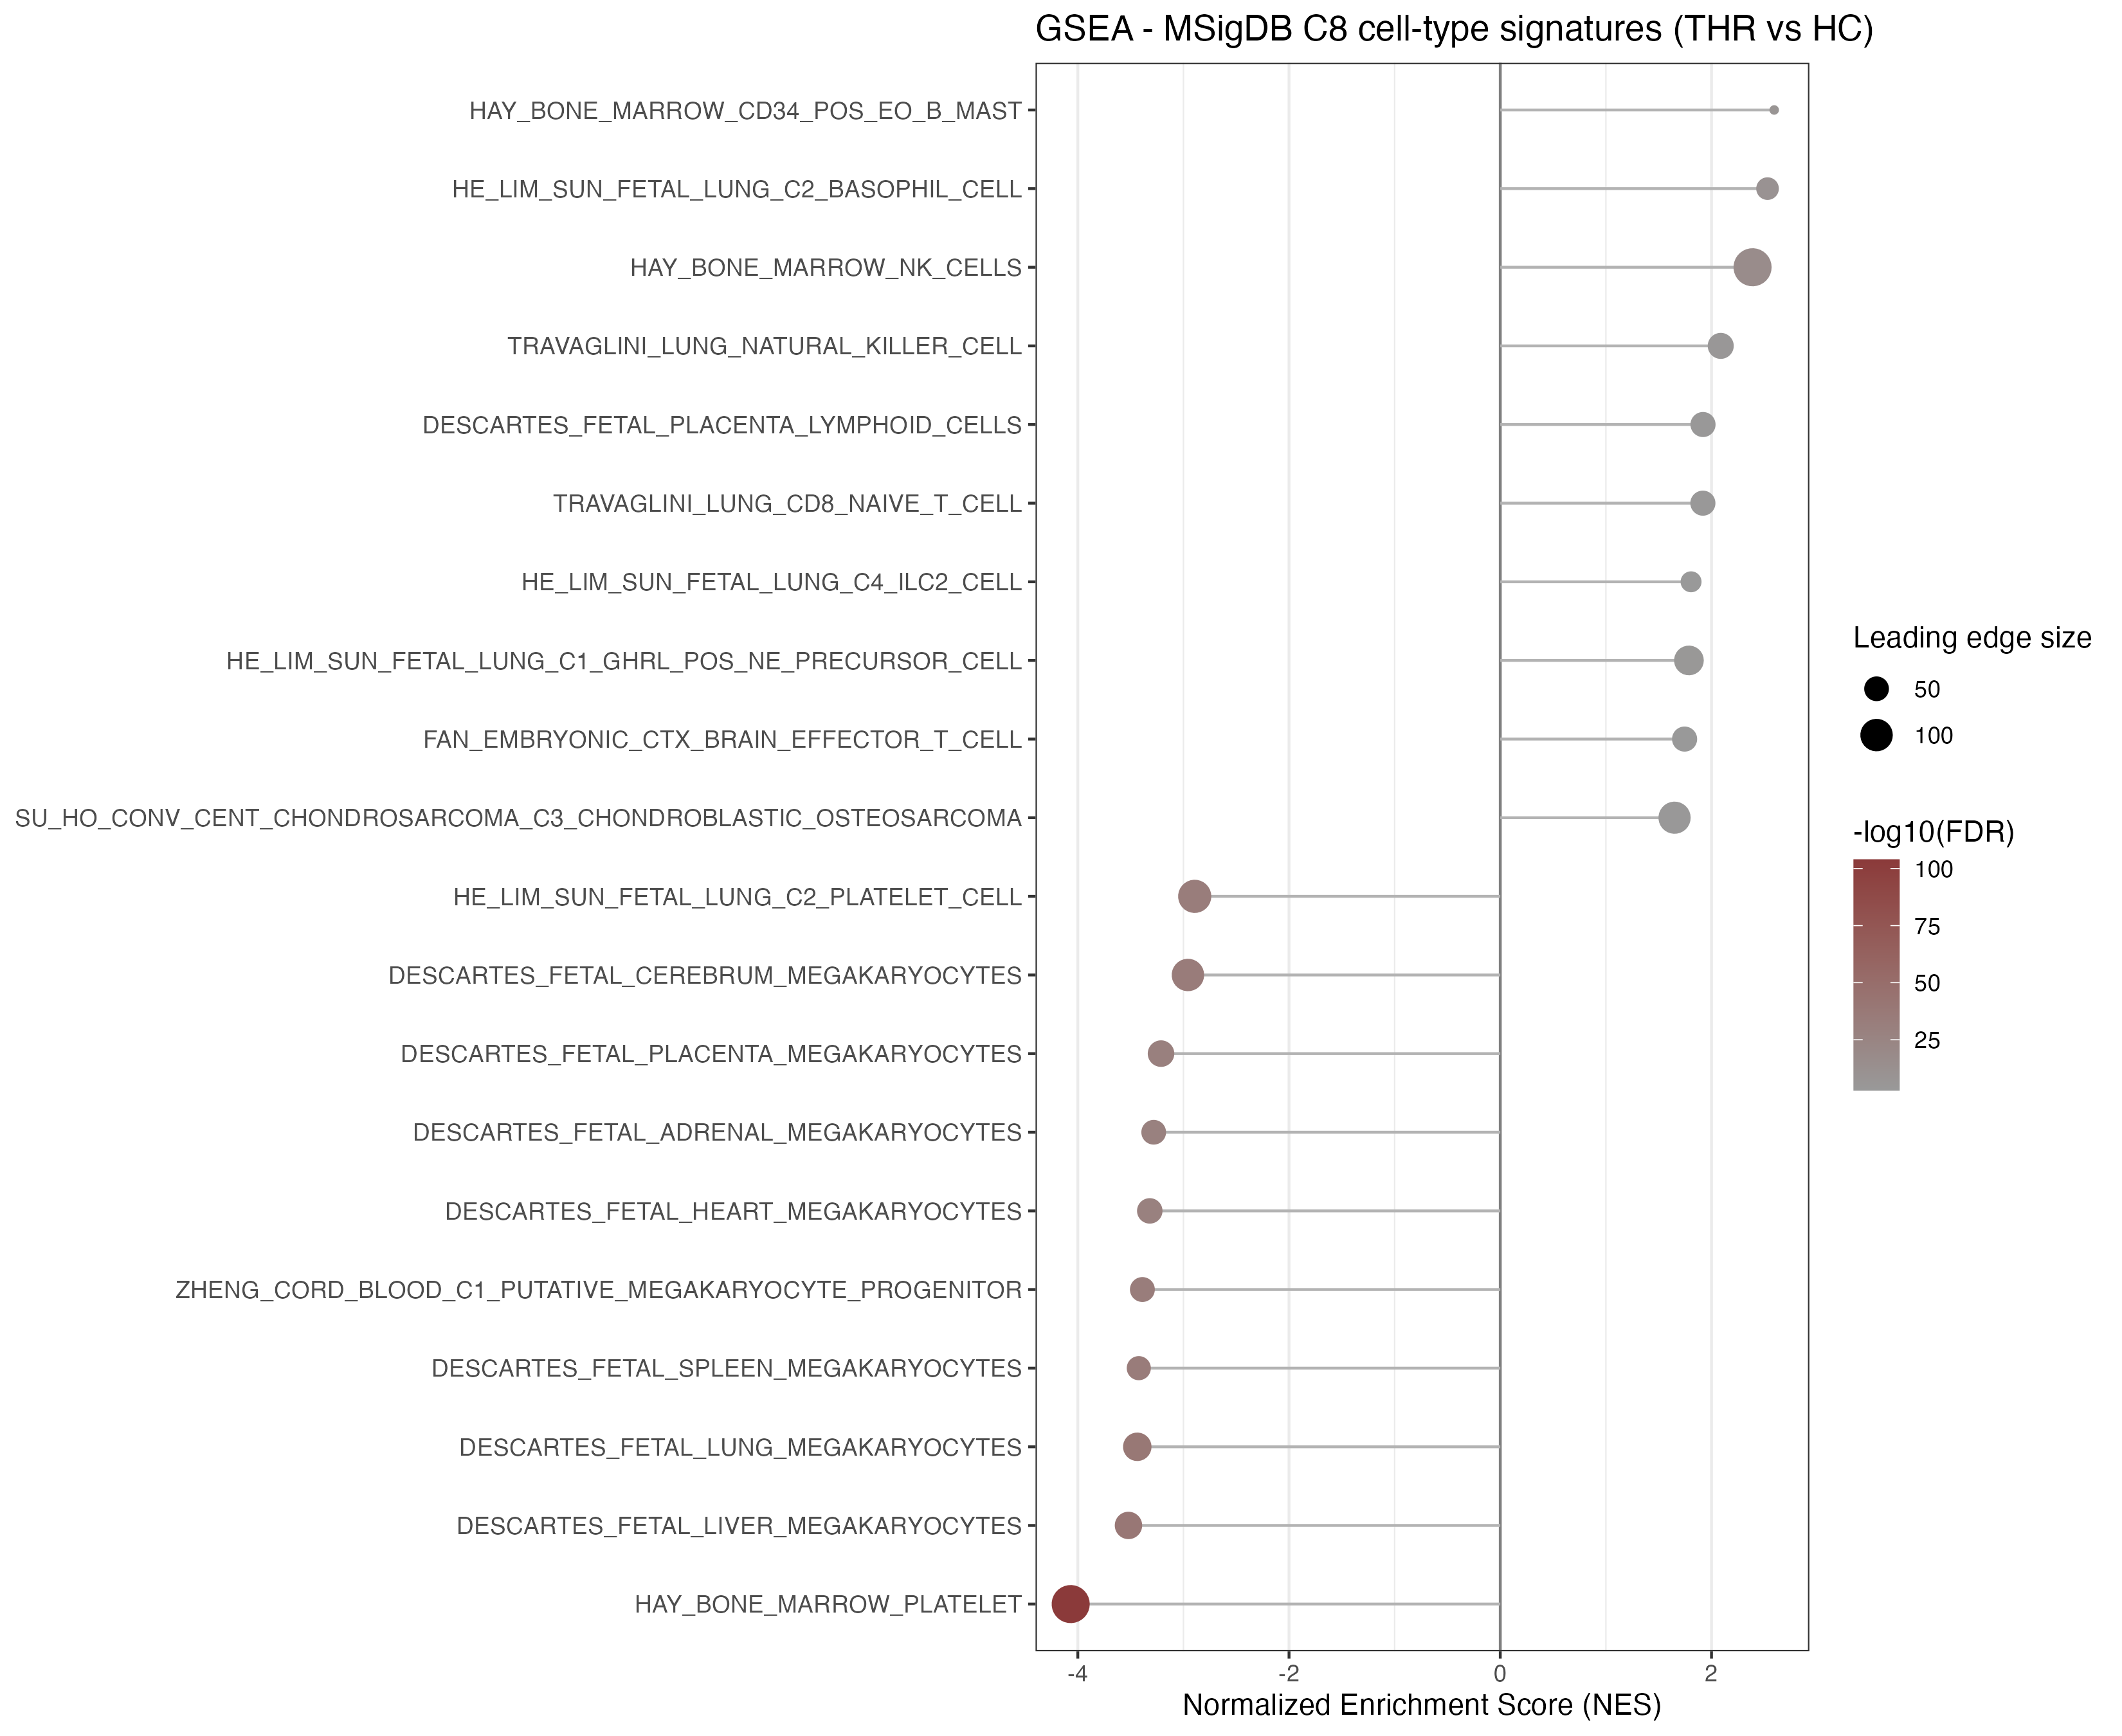 GSEA - MSigDB C8 cell-type signatures (THR vs HC)
HAY_BONE_MARROW_CD34_POS_EO_B_MAST
HE_LIM_SUN_FETAL_LUNG_C2_BASOPHIL_CELL
HAY_BONE_MARROW_NK_CELLS
TRAVAGLINI_LUNG_NATURAL_KILLER_CELL
DESCARTES_FETAL_PLACENTA_LYMPHOID_CELLS
TRAVAGLINI_LUNG_CD8_NAIVE_T_CELL
HE_LIM_SUN_FETAL_LUNG_C4_ILC2_CELL
HE_LIM_SUN_FETAL_LUNG_C1_GHRL_POS_NE_PRECURSOR_CELL
FAN_EMBRYONIC_CTX_BRAIN_EFFECTOR_T_CELL
SU_HO_CONV_CENT_CHONDROSARCOMA_C3_CHONDROBLASTIC_OSTEOSARCOMA
HE_LIM_SUN_FETAL_LUNG_C2_PLATELET_CELL
DESCARTES_FETAL_CEREBRUM_MEGAKARYOCYTES
DESCARTES_FETAL_PLACENTA_MEGAKARYOCYTES
DESCARTES_FETAL_ADRENAL_MEGAKARYOCYTES
DESCARTES_FETAL_HEART_MEGAKARYOCYTES
ZHENG_CORD_BLOOD_C1_PUTATIVE_MEGAKARYOCYTE_PROGENITOR
DESCARTES_FETAL_SPLEEN_MEGAKARYOCYTES
DESCARTES_FETAL_LUNG_MEGAKARYOCYTES
DESCARTES_FETAL_LIVER_MEGAKARYOCYTES
HAY_BONE_MARROW_PLATELET
-4 -2 0 2
Normalized Enrichment Score (NES)
Leading edge size
50
100
-log10(FDR)
100
75
50
25